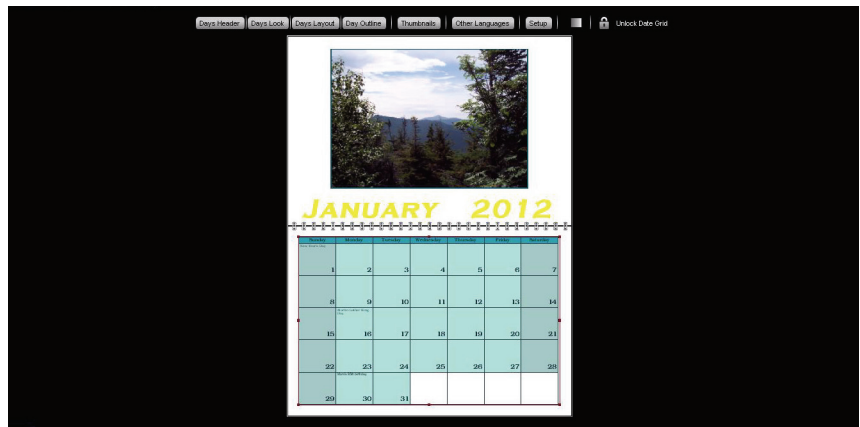 Days Header Days Look Days Layout Day Outline Thumbnails Other Languages Setup Unlock Date Grid
JANUARY 2012
Sunday Monday Tuesday Wednesday Thursday Friday Saturday
1 2 3 4 5 6 7
8 9 10 11 12 13 14
15 16 17 18 19 20 21
22 23 24 25 26 27 28
29 30 31